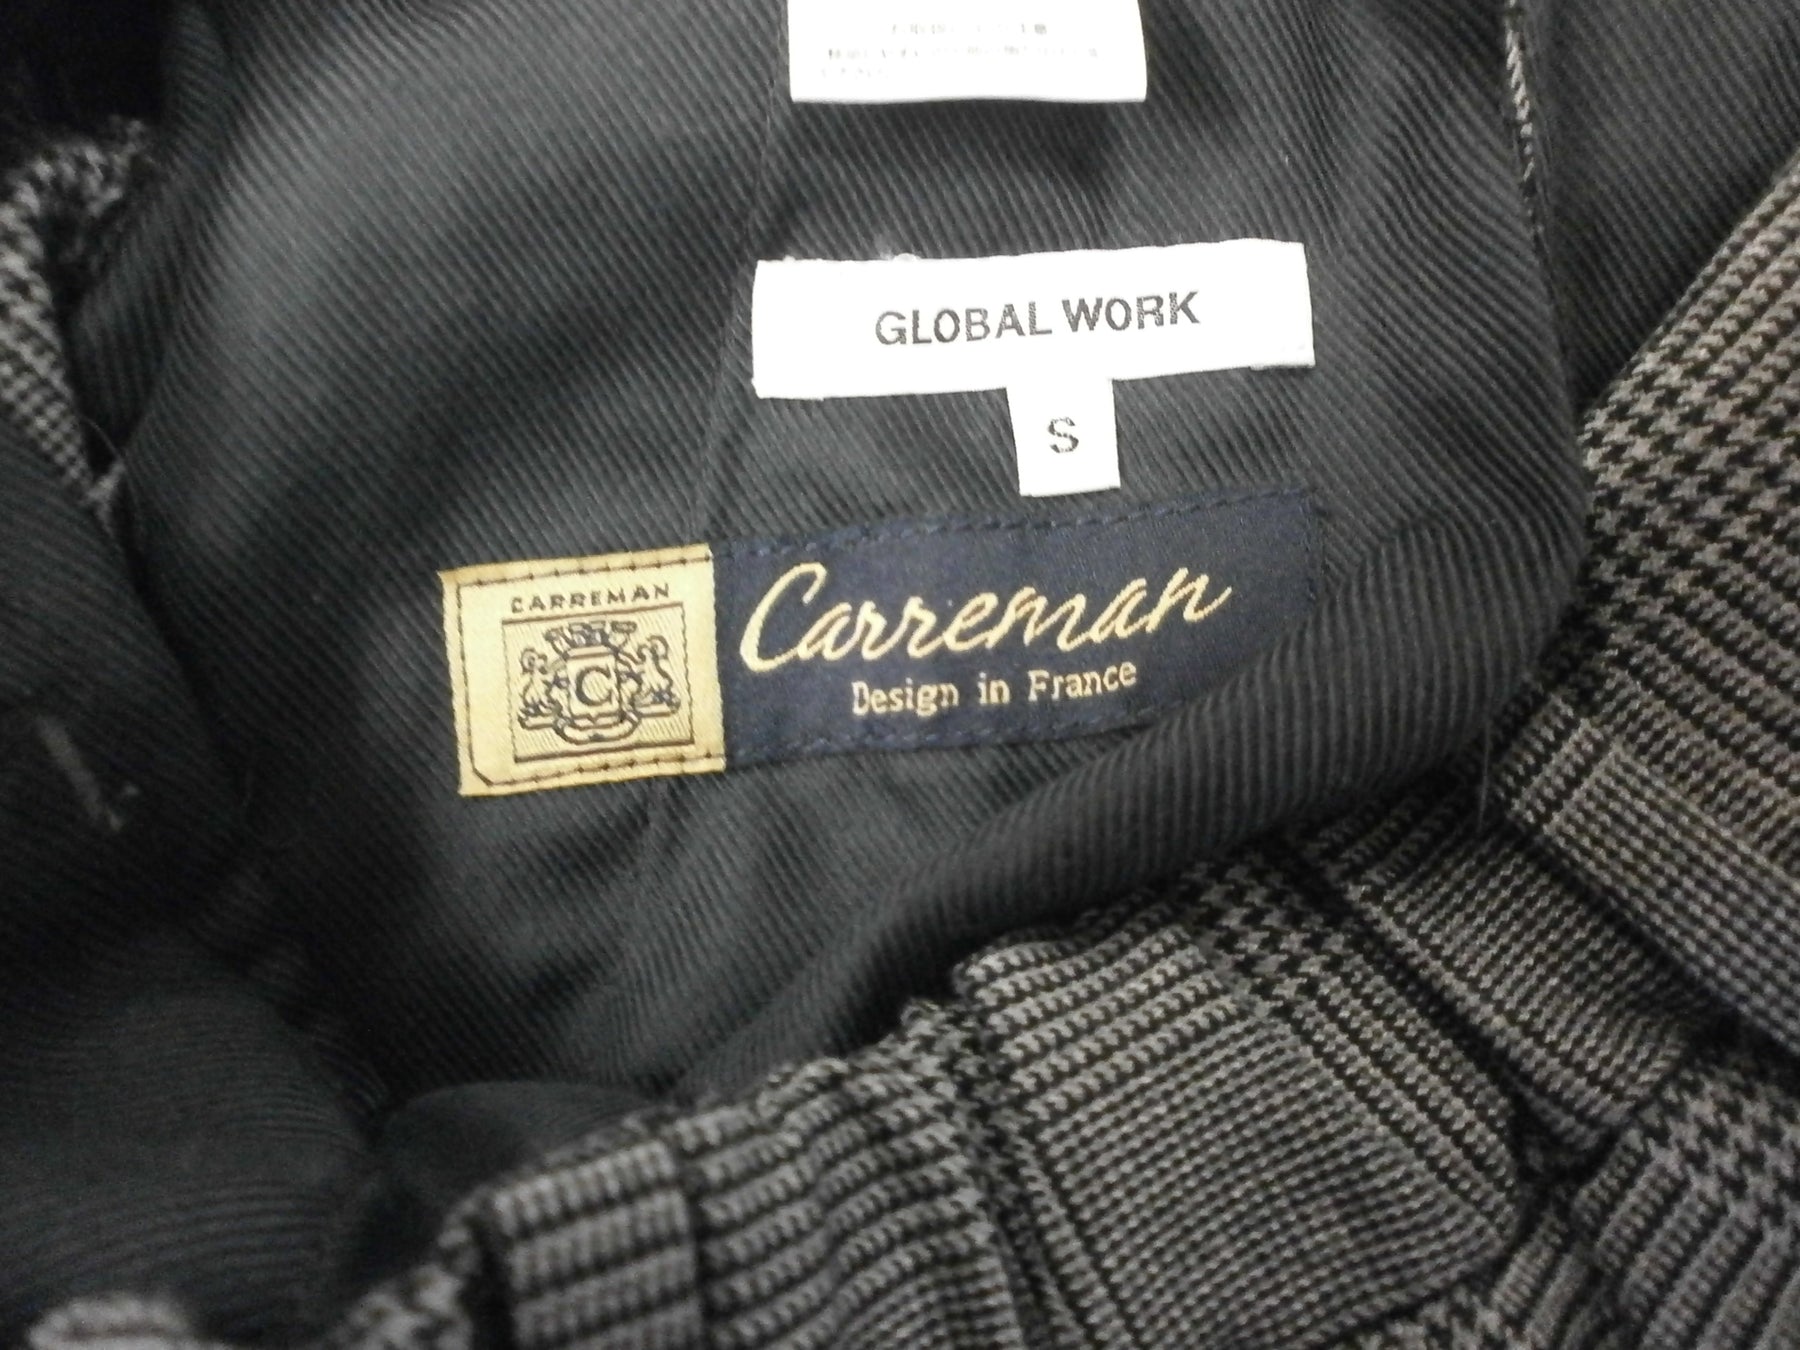 GLOBAL WORK
S
CARREMAN
C
Carreman
Design in France